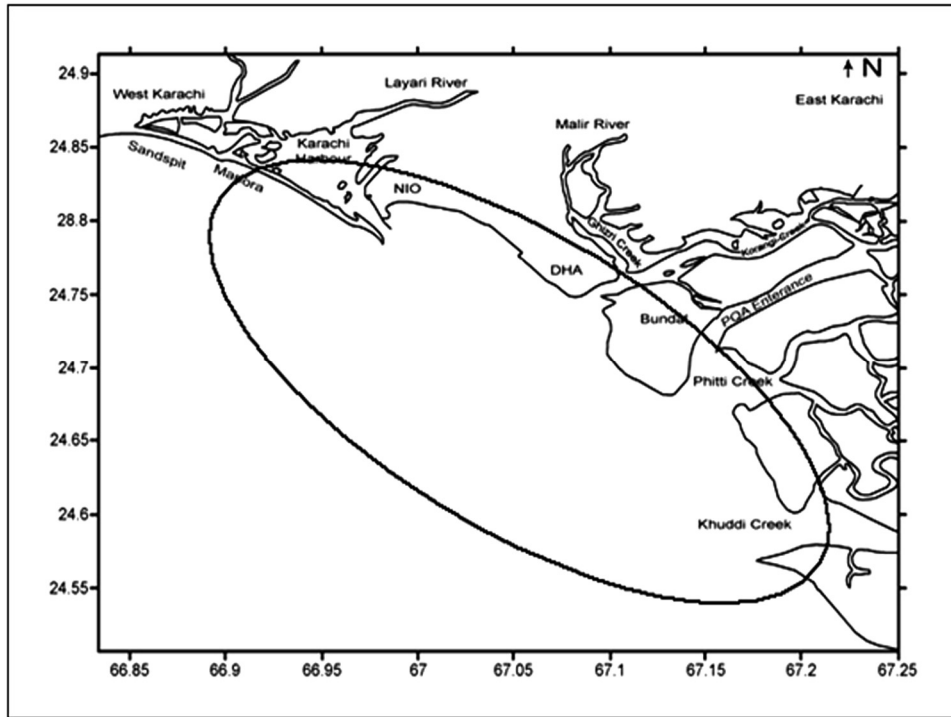 24.9
24.85
28.8
24.75
24.7
24.65
24.6
24.55
N
West Karachi
Layari River
East Karachi
Malir River
Karachi
Harbour
Sandspit
Manora
NIO
Ghizri Creek
Korangi Creek
DHA
PQA Enterance
Bundal
Phitti Creek
Khuddi Creek
66.85 66.9 66.95 67 67.05 67.1 67.15 67.2 67.25